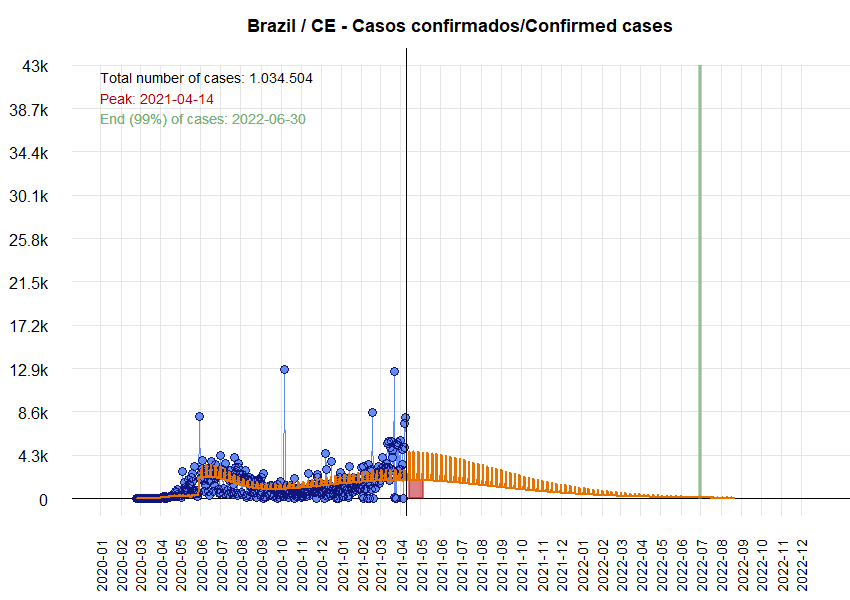 Brazil / CE - Casos confirmados/Confirmed cases
43k
Total number of cases: 1.034.504
Peak: 2021-04-14
End (99%) of cases: 2022-06-30
38.7k
34.4k
30.1k
25.8k
21.5k
17.2k
12.9k
8.6k
4.3k
0
2020-01
2020-02
2020-03
2020-04
2020-05
2020-06
2020-07
2020-08
2020-09
2020-10
2020-11
2020-12
2021-01
2021-02
2021-03
2021-04
2021-05
2021-06
2021-07
2021-08
2021-09
2021-10
2021-11
2021-12
2022-01
2022-02
2022-03
2022-04
2022-05
2022-06
2022-07
2022-08
2022-09
2022-10
2022-11
2022-12